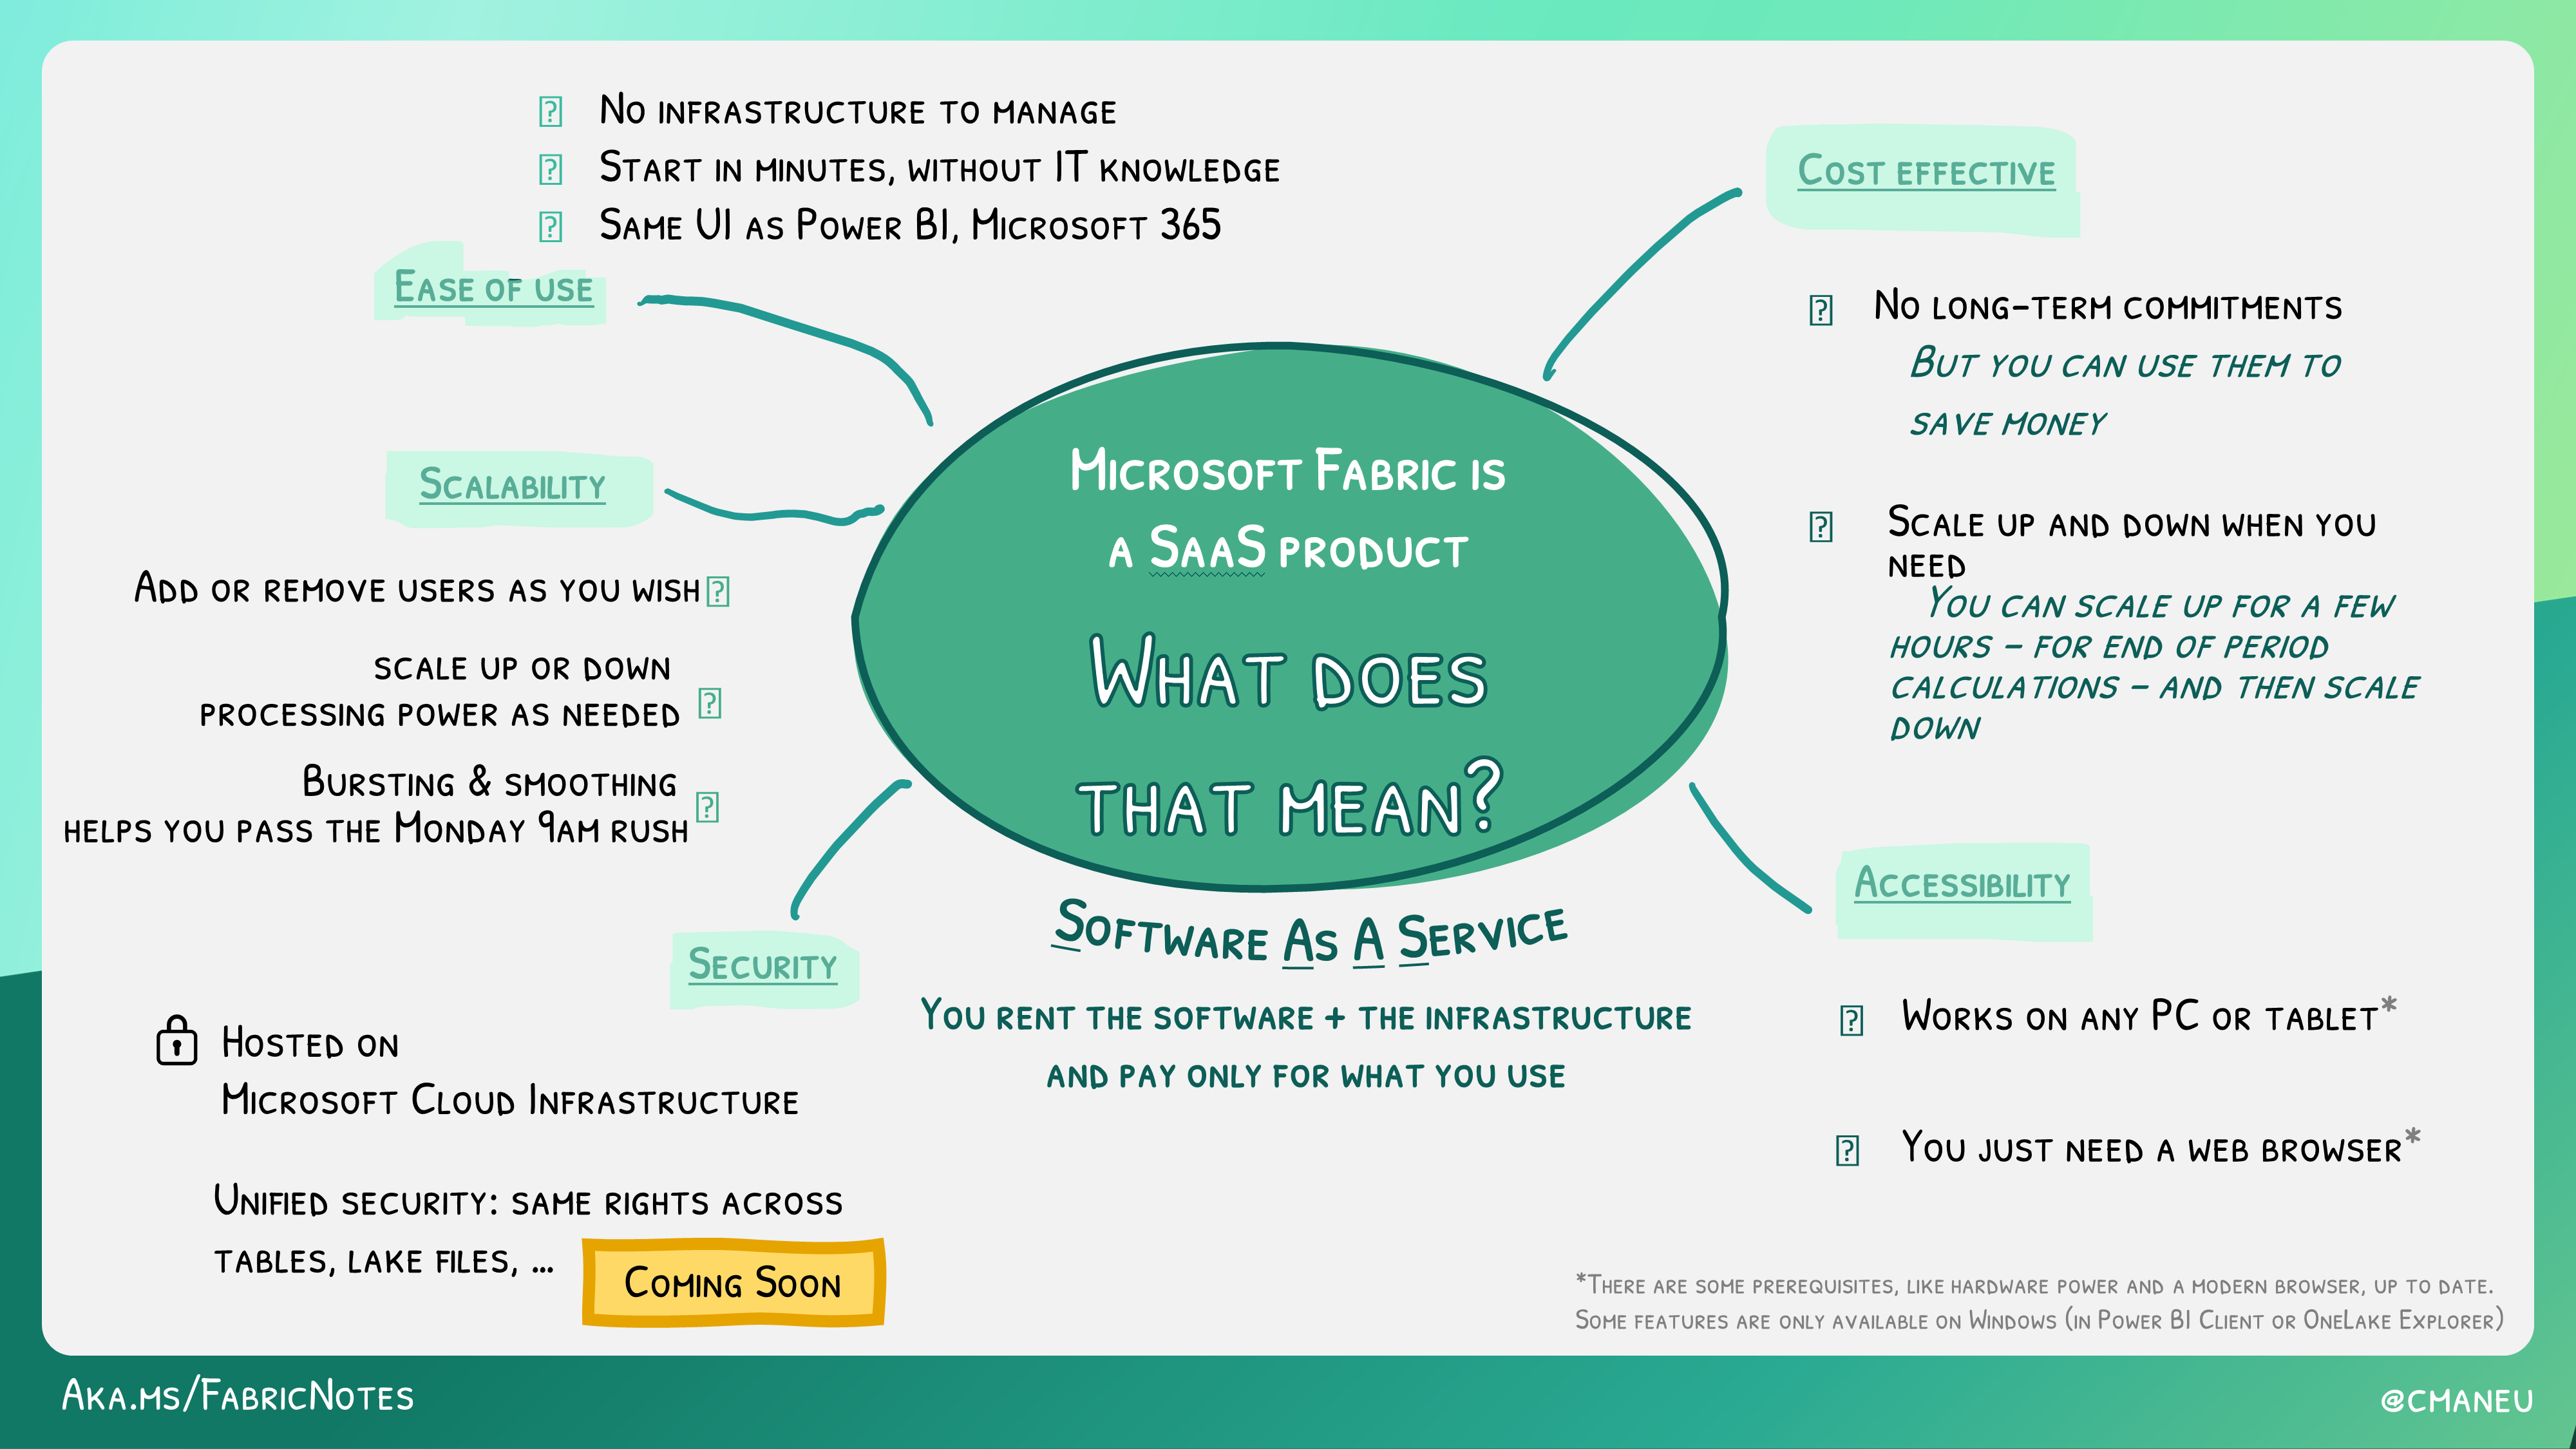 No infrastructure to manage
Start in minutes, without IT knowledge
Same UI as Power BI, Microsoft 365
Ease of use
Scalability
Add or remove users as you wish
scale up or down
processing power as needed
Bursting & smoothing
helps you pass the Monday 9am rush
Security
Hosted on
Microsoft Cloud Infrastructure
Unified security: same rights across
tables, lake files, ...
Coming Soon
Microsoft Fabric is
a SaaS product
What does
that mean?
Software As A Service
You rent the software + the infrastructure
and pay only for what you use
Cost effective
No long-term commitments
But you can use them to
save money
Scale up and down when you
need
You can scale up for a few
hours – for end of period
calculations – and then scale
down
Accessibility
Works on any PC or tablet*
You just need a web browser*
*There are some prerequisites, like hardware power and a modern browser, up to date.
Some features are only available on Windows (in Power BI Client or OneLake Explorer)
Aka.ms/FabricNotes
@cmaneu